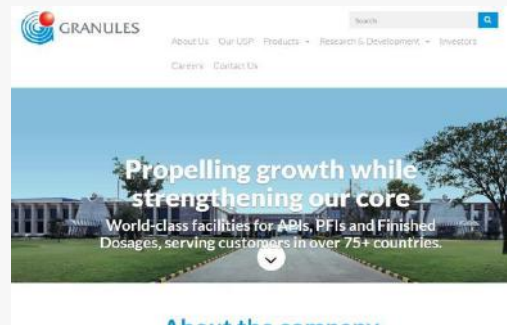 GRANULES
Search
About Us Our USP Products Research & Development Investors
Careers Contact Us
Propelling growth while
strengthening our core
World-class facilities for APIs, PFIs and Finished
Dosages, serving customers in over 75+ countries.
About the company